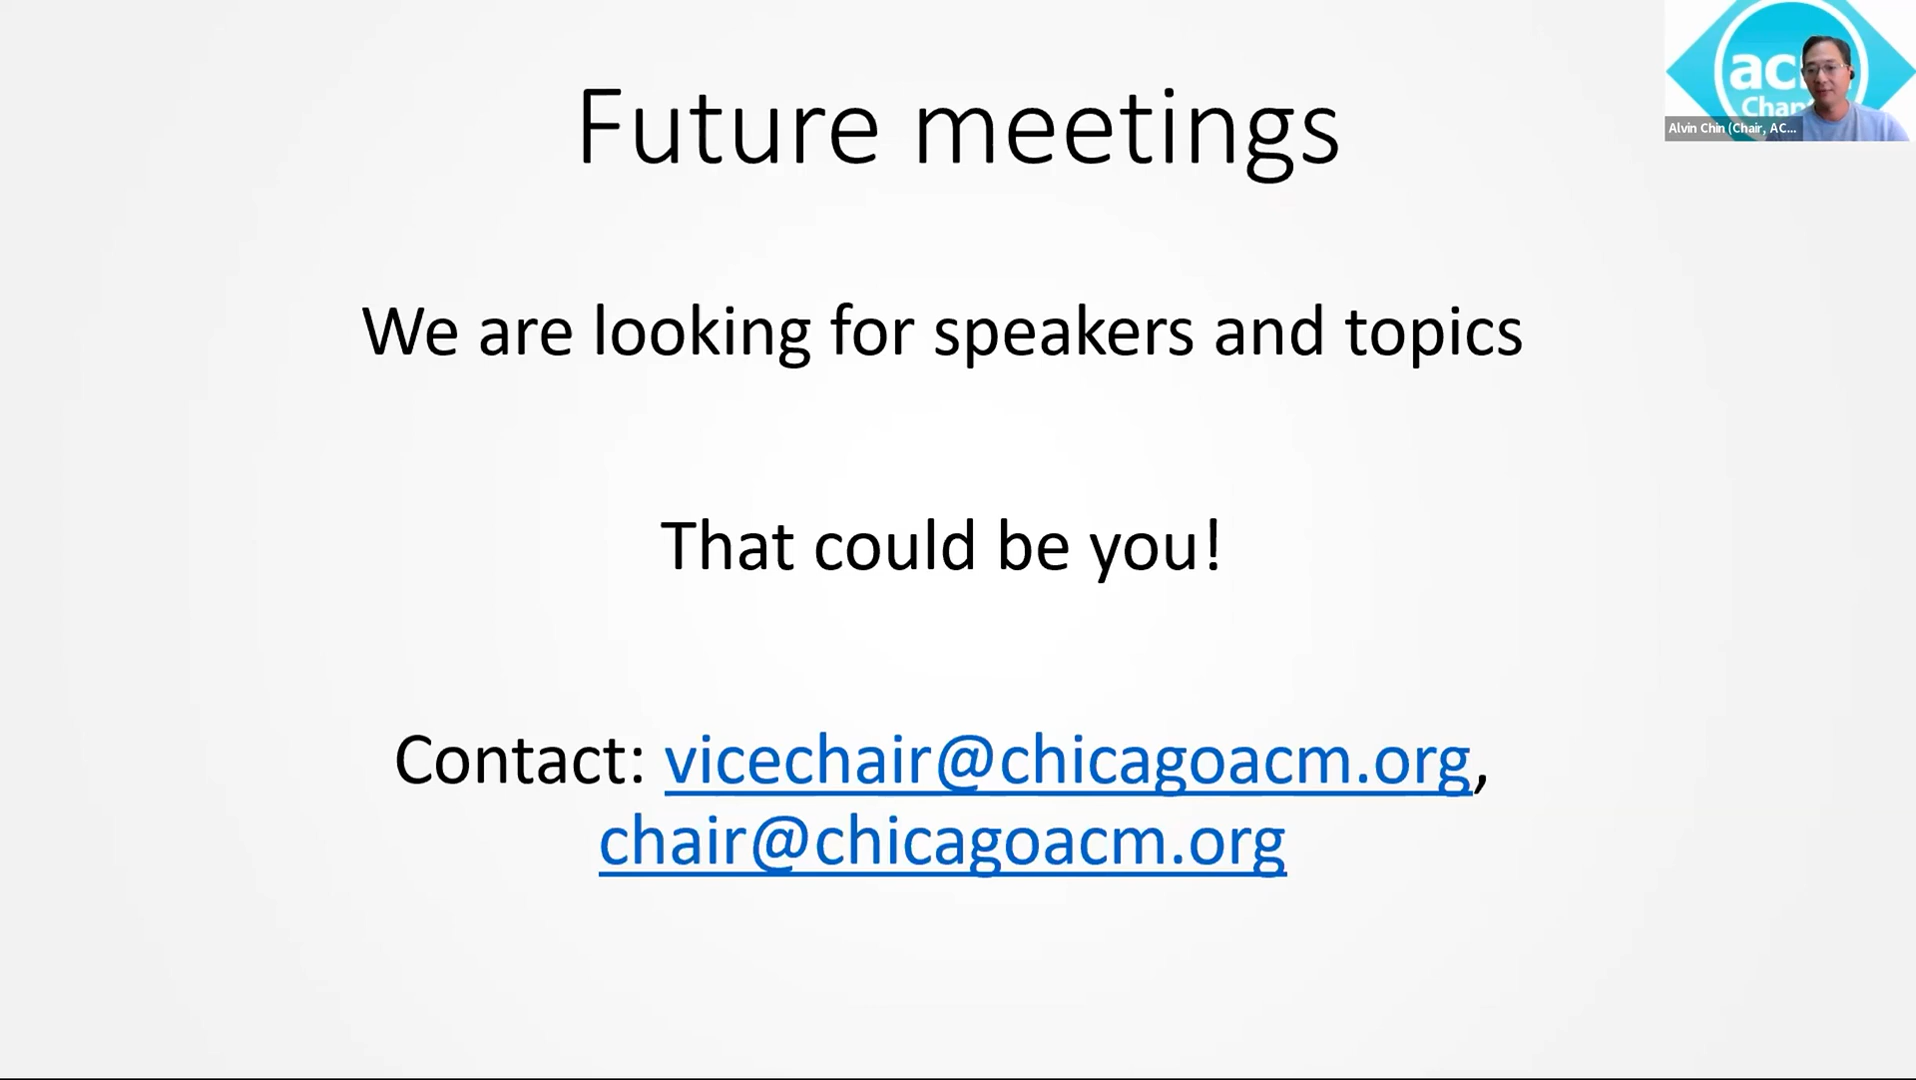 Future meetings
We are looking for speakers and topics
That could be you!
Contact: vicechair@chicagoacm.org,
chair@chicagoacm.org
Alvin Chin (Chair, AC...